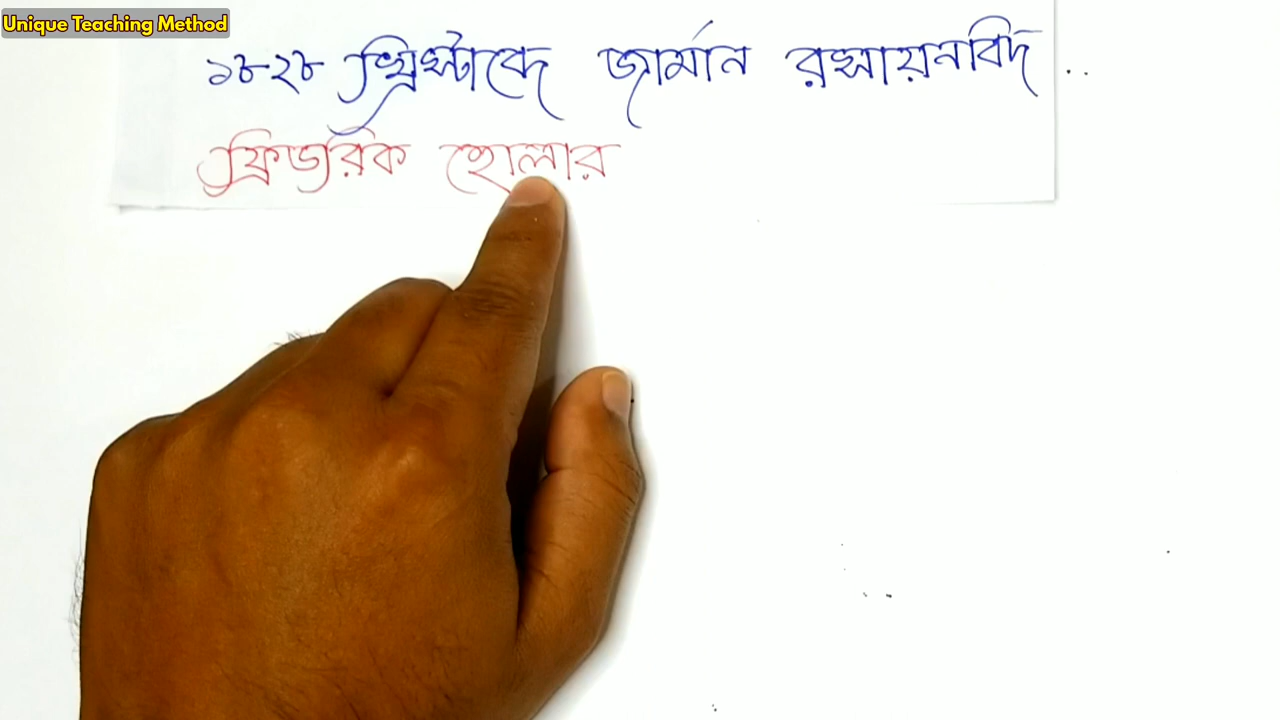 Unique Teaching Method
১৮২৮ খ্রিস্টাব্দে জার্মান রসায়নবিদ
ফ্রিডরিক হোলার